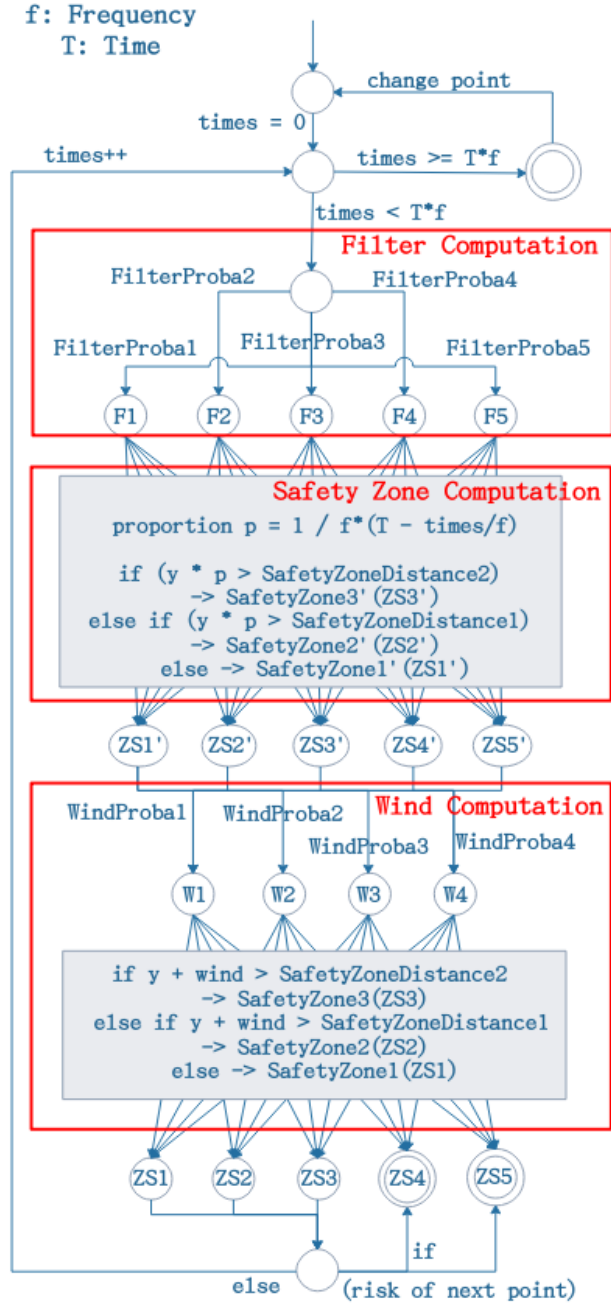 f: Frequency
T: Time
change point
times = 0
times++
times >= T*f
times < T*f
Filter Computation
FilterProba2
FilterProba4
FilterProba1
FilterProba3
FilterProba5
F1
F2
F3
F4
F5
Safety Zone Computation
proportion p = 1 / f*(T - times/f)
if (y * p > SafetyZoneDistance2)
-> SafetyZone3'(ZS3')
else if (y * p > SafetyZoneDistance1)
-> SafetyZone2'(ZS2')
else -> SafetyZone1'(ZS1')
ZS1'
ZS2'
ZS3'
ZS4'
ZS5'
Wind Computation
WindProba1
WindProba2
WindProba3
WindProba4
W1
W2
W3
W4
if y + wind > SafetyZoneDistance2
-> SafetyZone3(ZS3)
else if y + wind > SafetyZoneDistance1
-> SafetyZone2(ZS2)
else -> SafetyZone1(ZS1)
ZS1
ZS2
ZS3
ZS4
ZS5
if
else
(risk of next point)